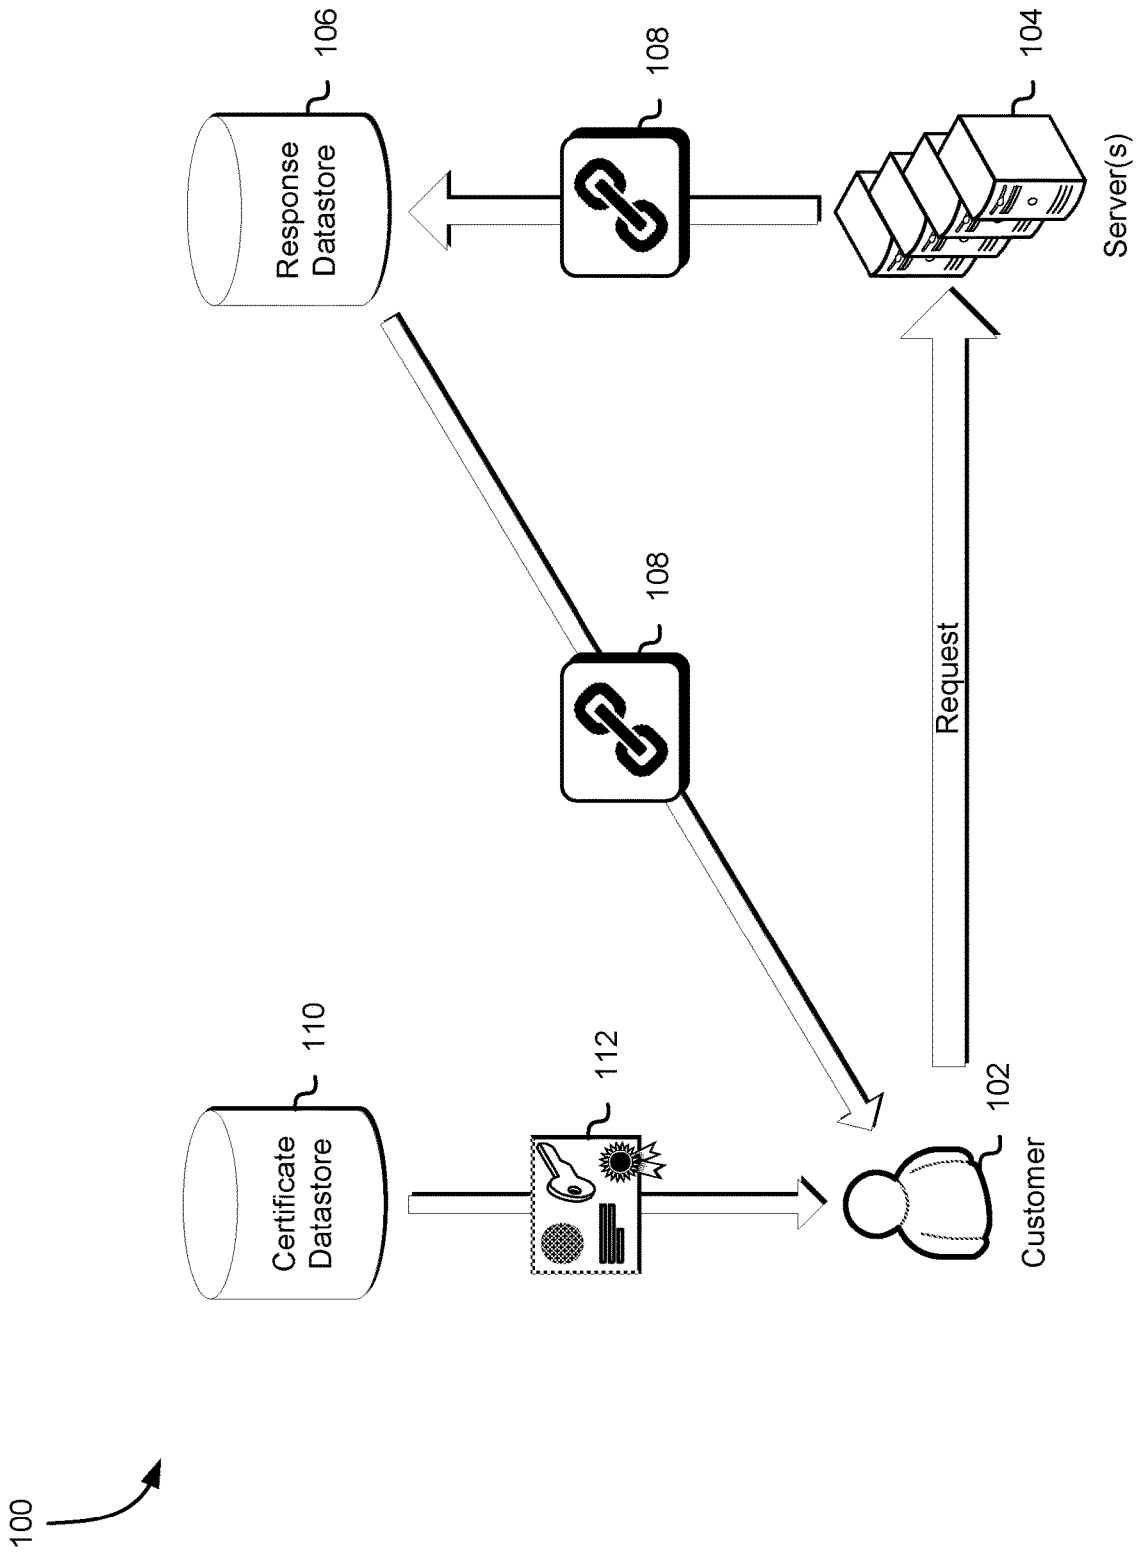 100
110
Certificate
Datastore
106
Response
Datastore
112
108
108
Request
102
Customer
104
Server(s)